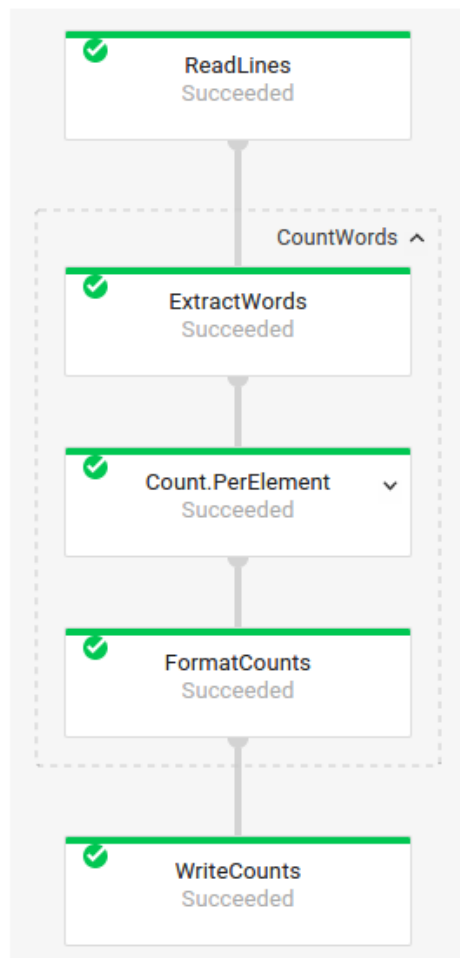 ReadLines
Succeeded
CountWords
ExtractWords
Succeeded
Count.PerElement
Succeeded
FormatCounts
Succeeded
WriteCounts
Succeeded